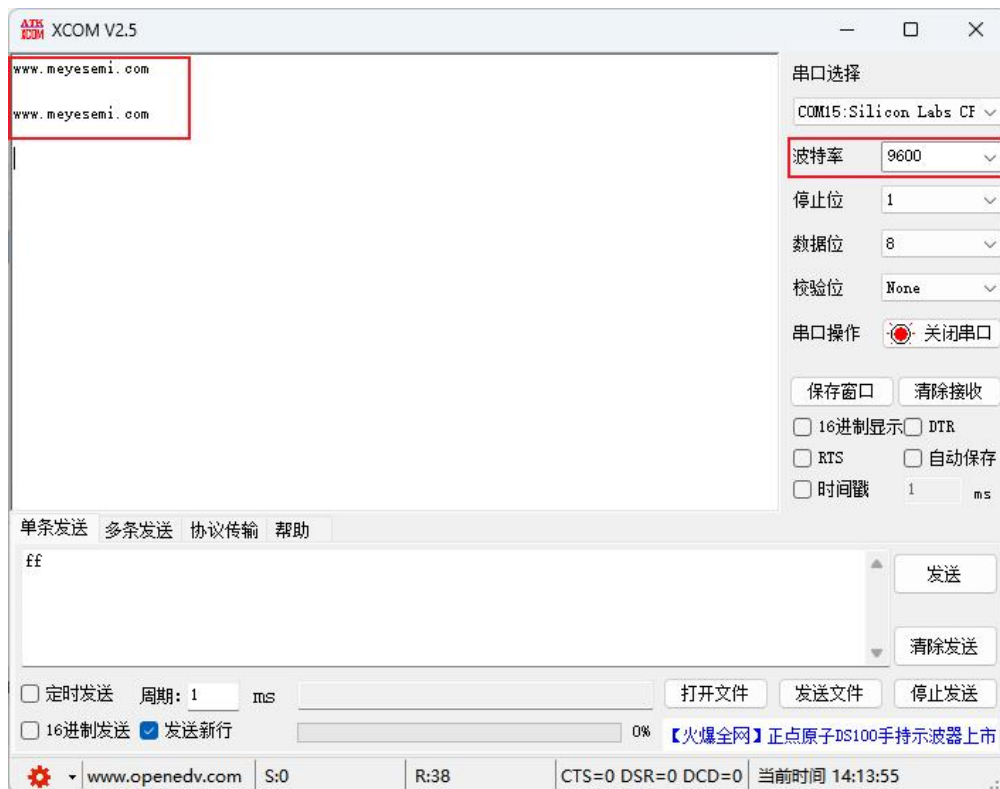 ATK XCOM XCOM V2.5
www.meyesemi.com
www.meyesemi.com
串口选择
COM15:Silicon Labs CP
波特率 9600
停止位 1
数据位 8
校验位 None
串口操作 关闭串口
保存窗口 清除接收
16进制显示 DTR
RTS 自动保存
时间戳 1 ms
单条发送 多条发送 协议传输 帮助
ff
发送
清除发送
定时发送 周期: 1 ms 打开文件 发送文件 停止发送
16进制发送 发送新行 0% 【火爆全网】正点原子DS100手持示波器上市
www.openedv.com S:0 R:38 CTS=0 DSR=0 DCD=0 当前时间 14:13:55